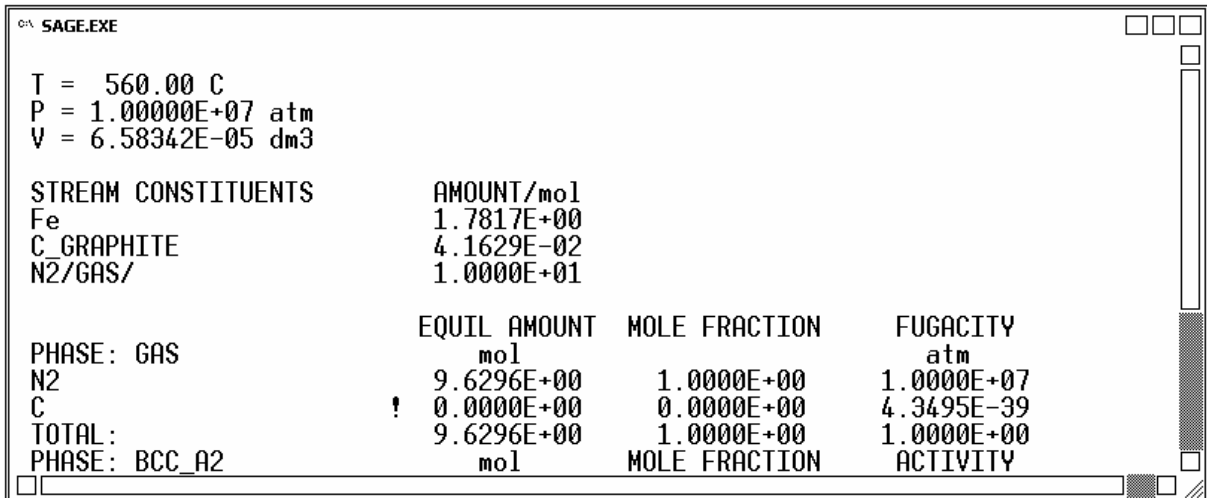 C:\ SAGE.EXE
T = 560.00 C
P = 1.00000E+07 atm
V = 6.58342E-05 dm3
STREAM CONSTITUENTS AMOUNT/mol
Fe 1.7817E+00
C_GRAPHITE 4.1629E-02
N2/GAS/ 1.0000E+01
EQUIL AMOUNT MOLE FRACTION FUGACITY
PHASE: GAS mol atm
N2 9.6296E+00 1.0000E+00 1.0000E+07
C ! 0.0000E+00 0.0000E+00 4.3495E-39
TOTAL: 9.6296E+00 1.0000E+00 1.0000E+00
PHASE: BCC_A2 mol MOLE FRACTION ACTIVITY